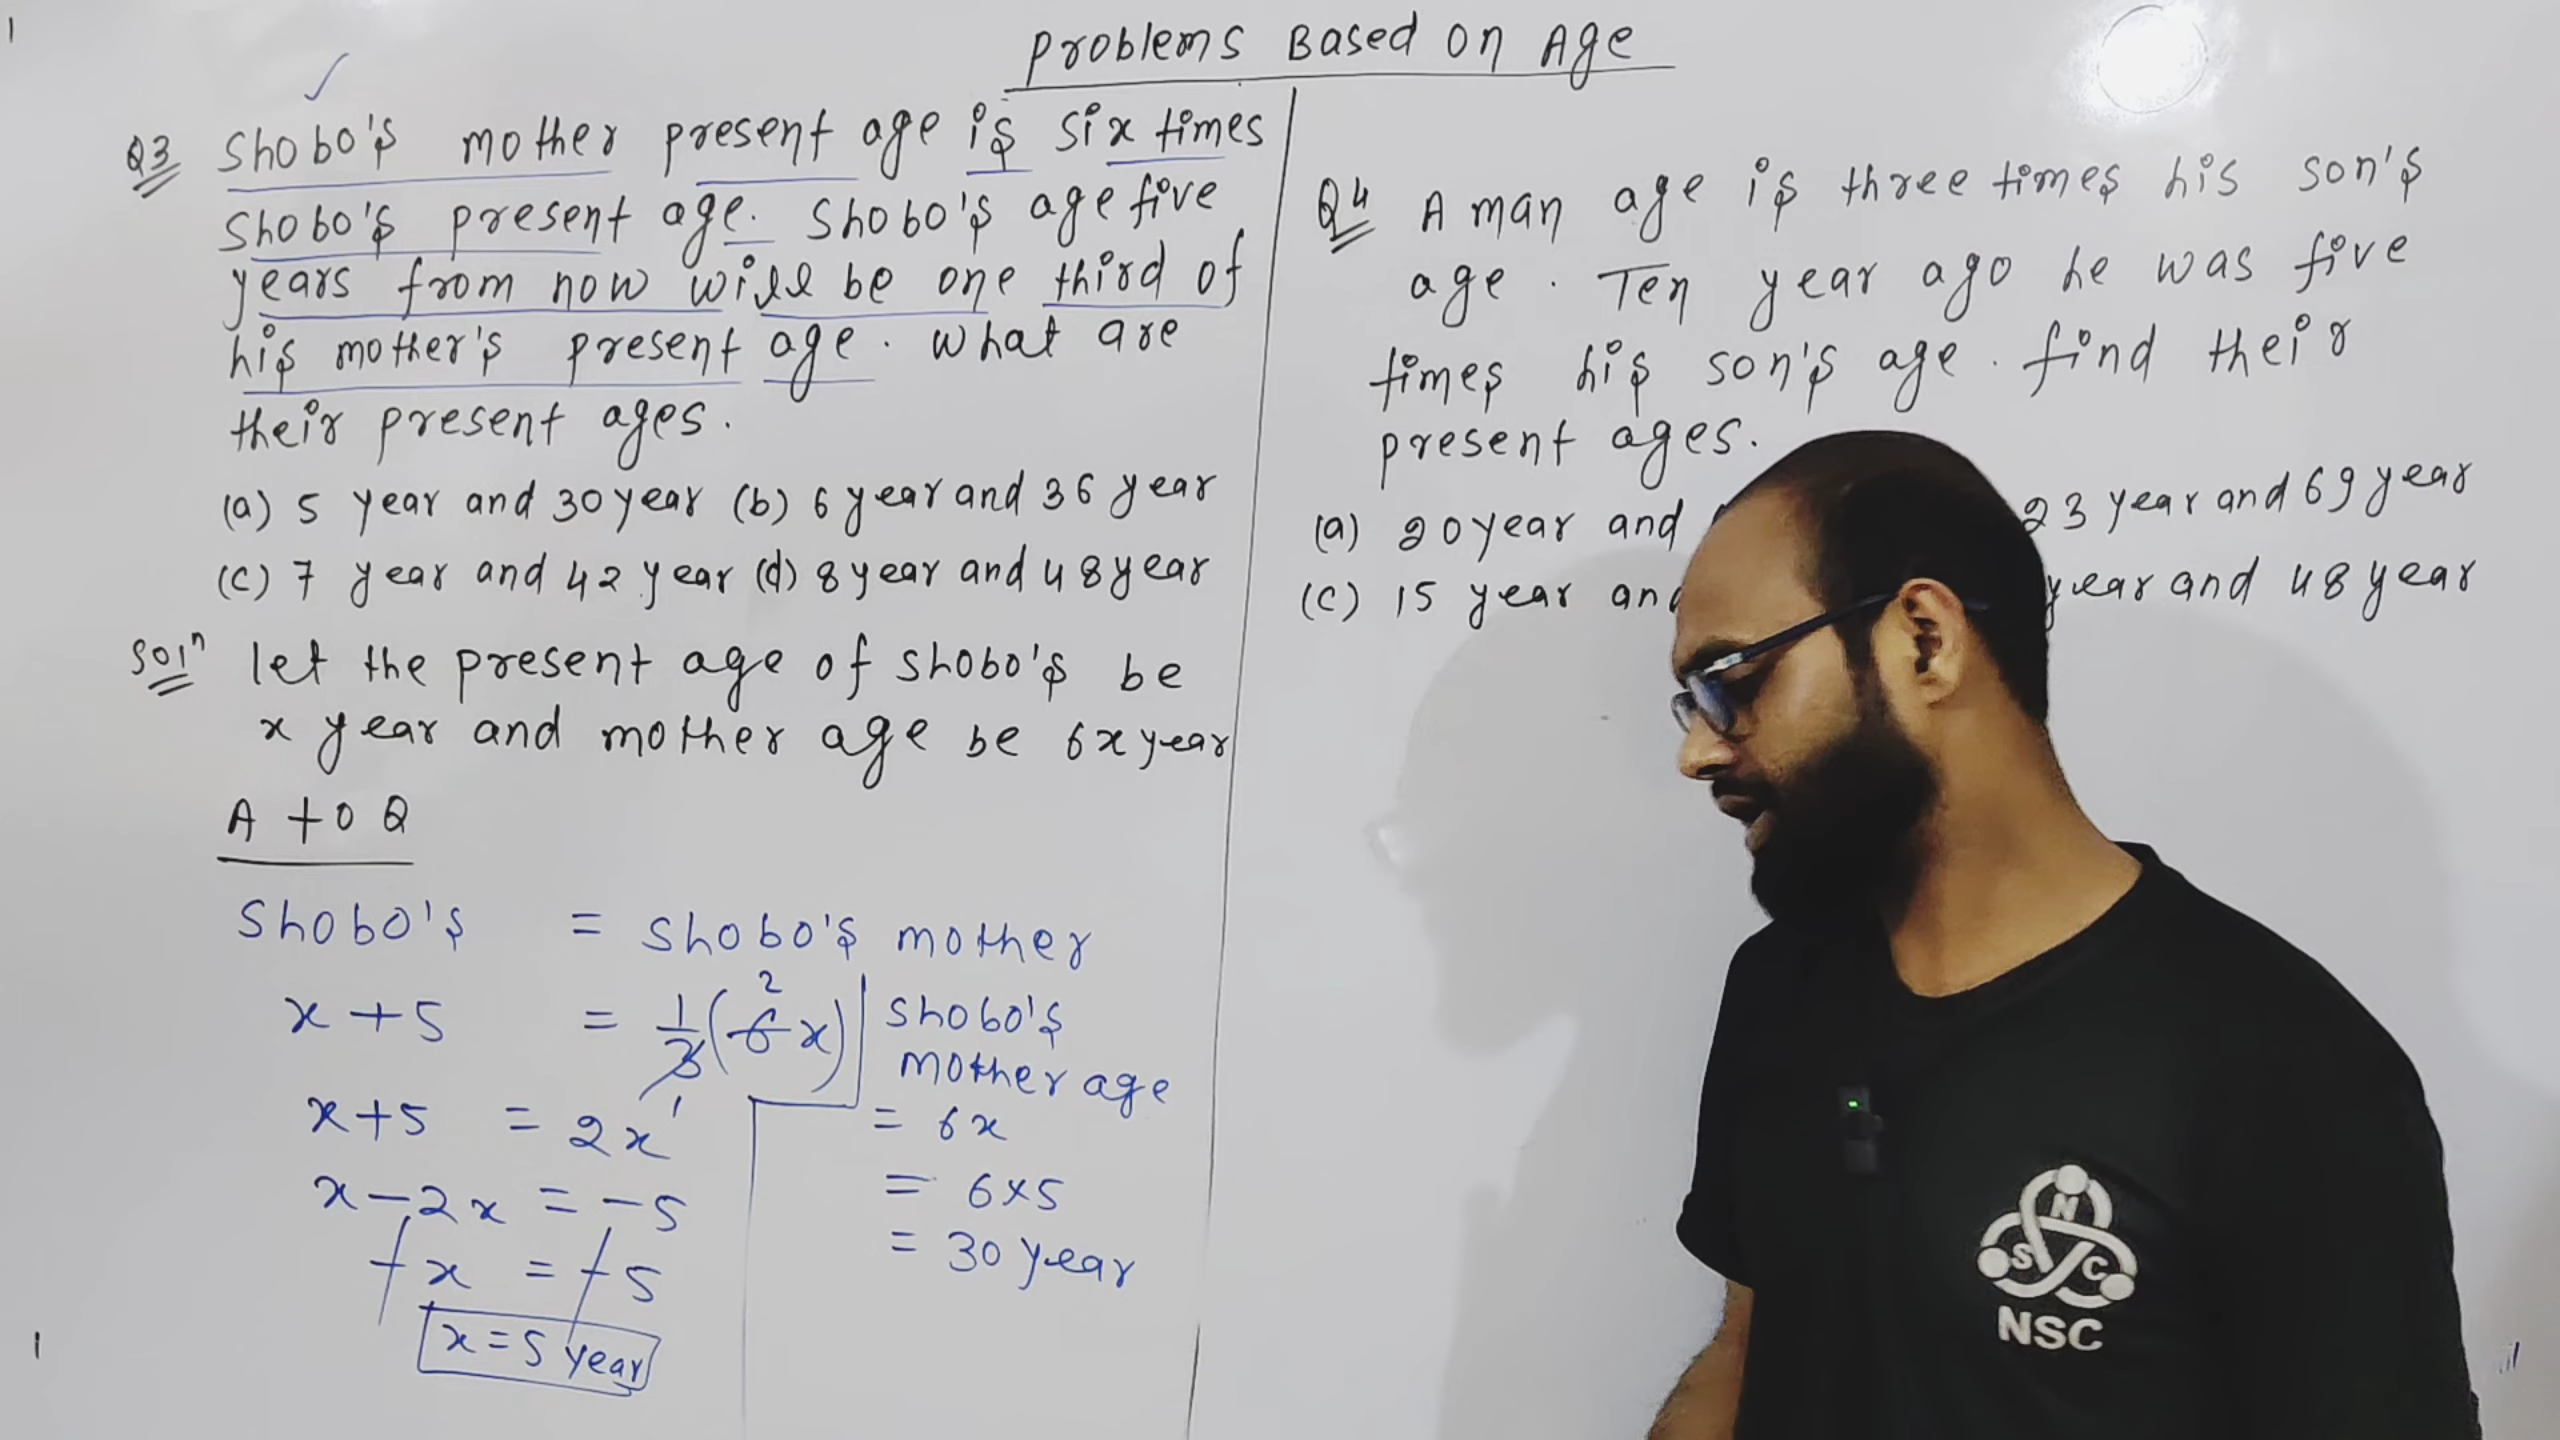 Problems Based on Age
Q3 Shobo's mother present age is six times
Shobo's present age. Shobo's age five
years from now will be one third of
his mother's present age. What are
their present ages.
(a) 5 year and 30 year (b) 6 year and 36 year
(c) 7 year and 42 year (d) 8 year and 48 year
Solⁿ let the present age of shobo's be
x year and mother age be 6x year
A to Q
Shobo's = Shobo's mother
x + 5 = 1/3 (6x) 2
1
x+5 = 2x
x-2x = -5
-x = -5
x = 5 year
Shobo's
mother age
= 6x
= 6×5
= 30 year
Q4 A man age is three times his son's
age. Ten year ago he was five
times his son's age. find their
present ages.
(a) 20 year and
23 year and 69 year
(c) 15 year an
year and 48 year
N
S C
NSC